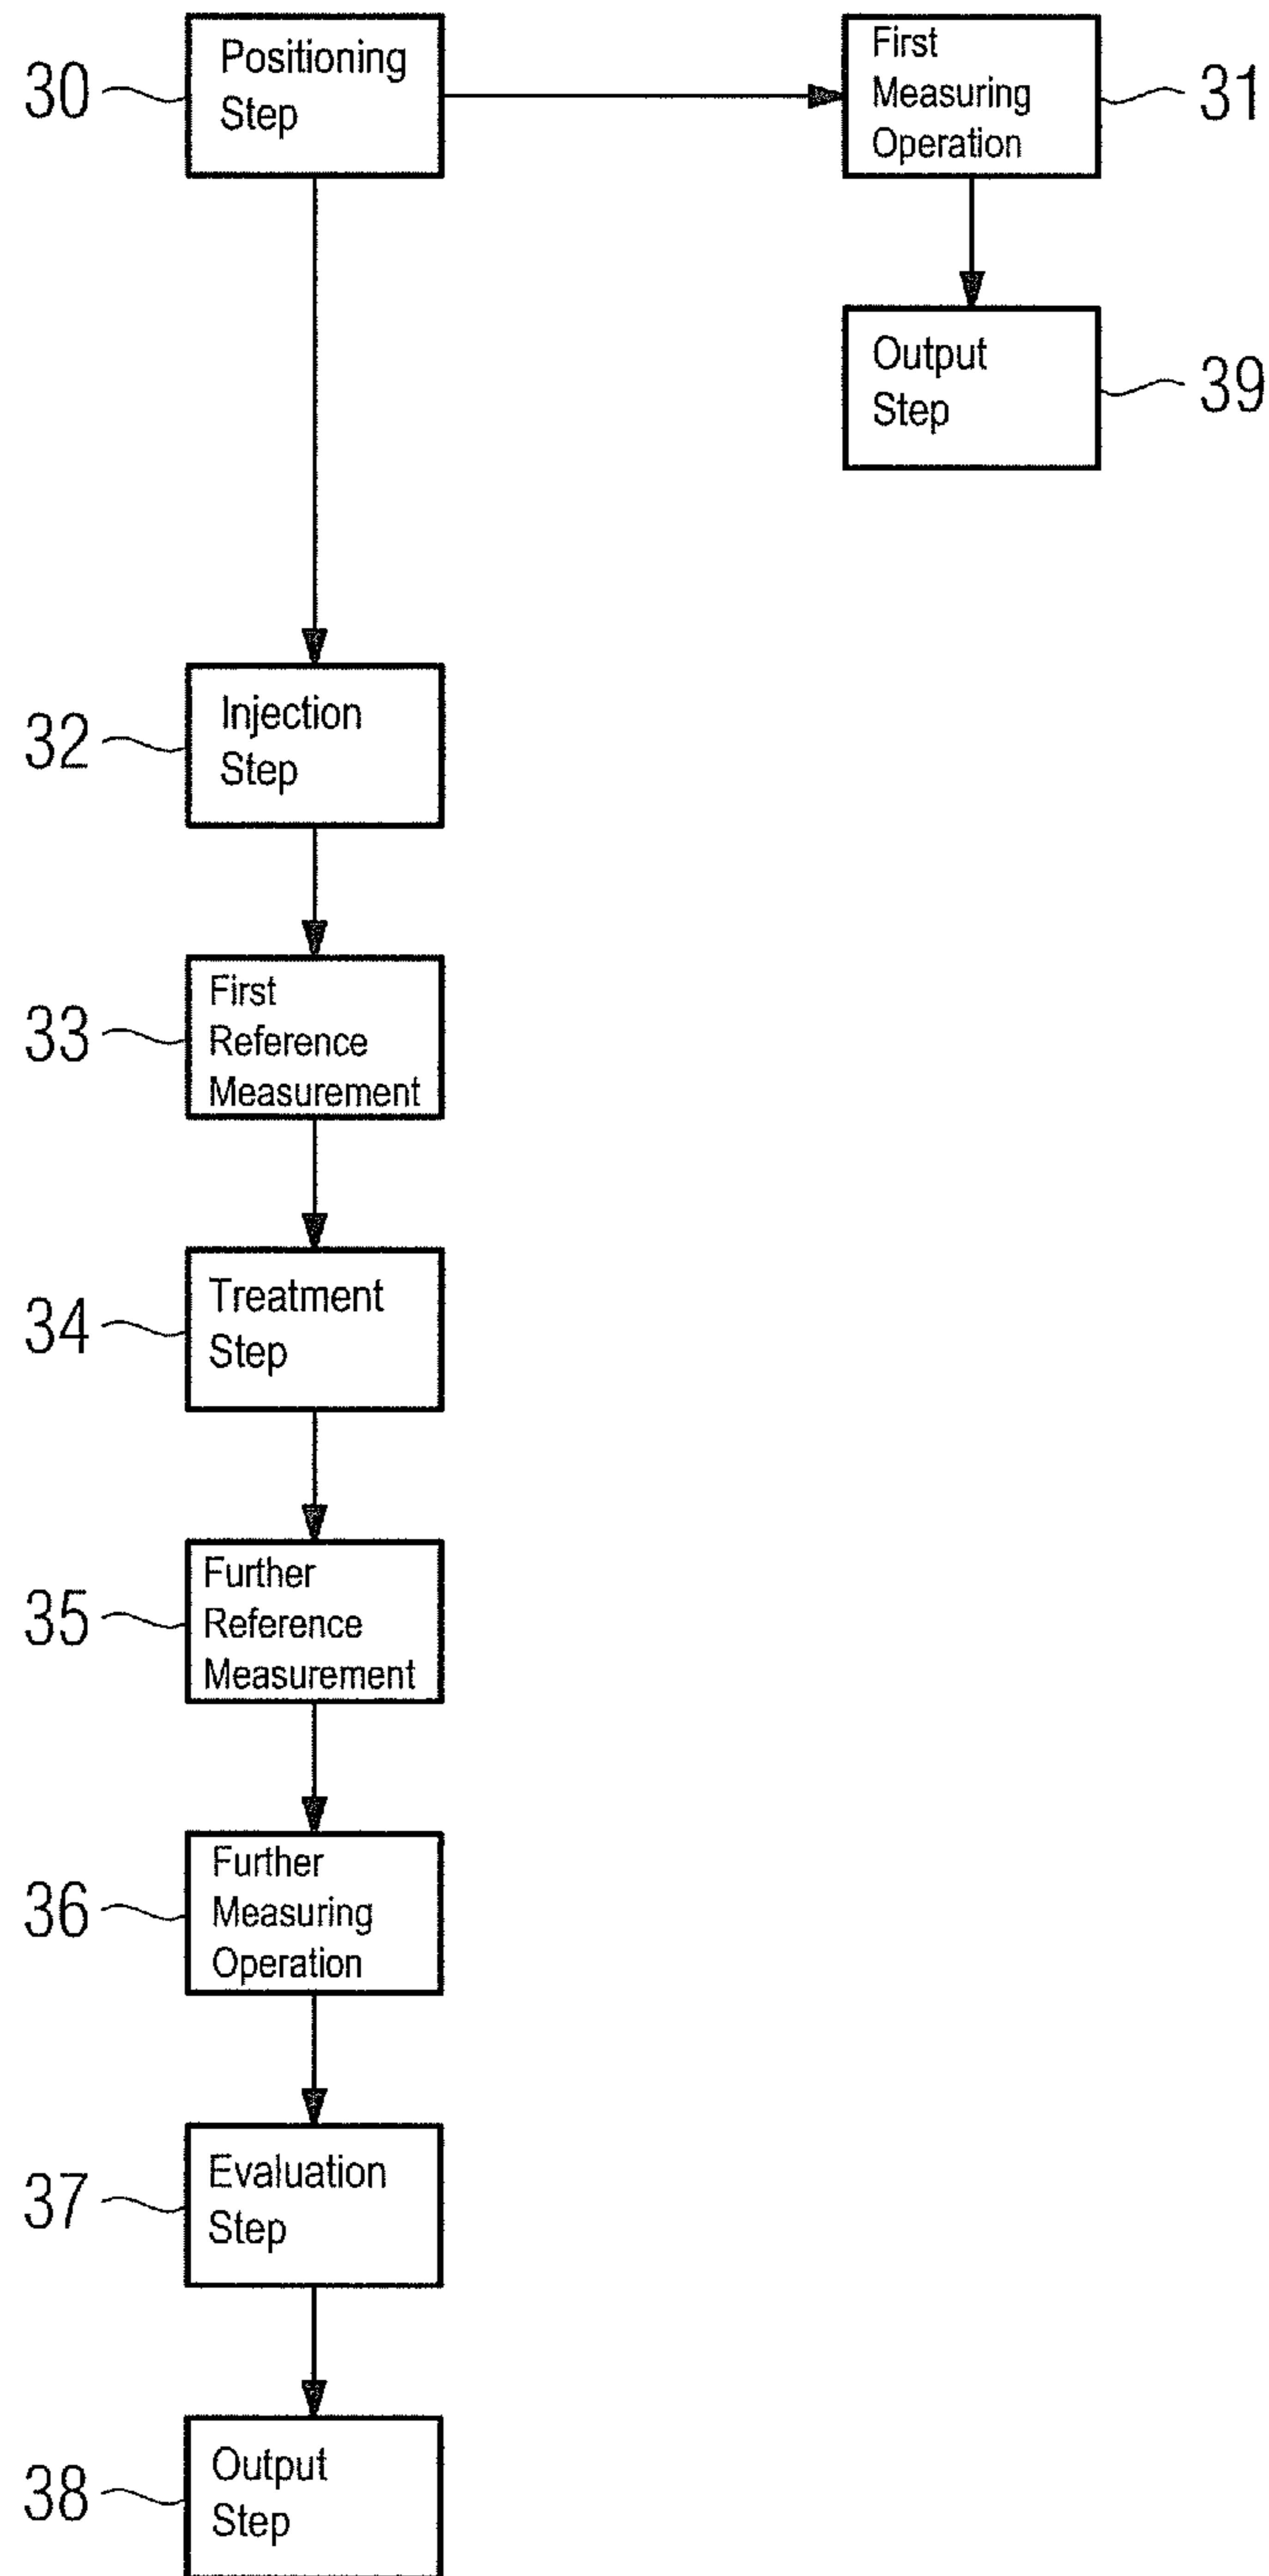 30
Positioning
Step
First
Measuring
Operation
31
Output
Step
39
32
Injection
Step
33
First
Reference
Measurement
34
Treatment
Step
35
Further
Reference
Measurement
36
Further
Measuring
Operation
37
Evaluation
Step
38
Output
Step